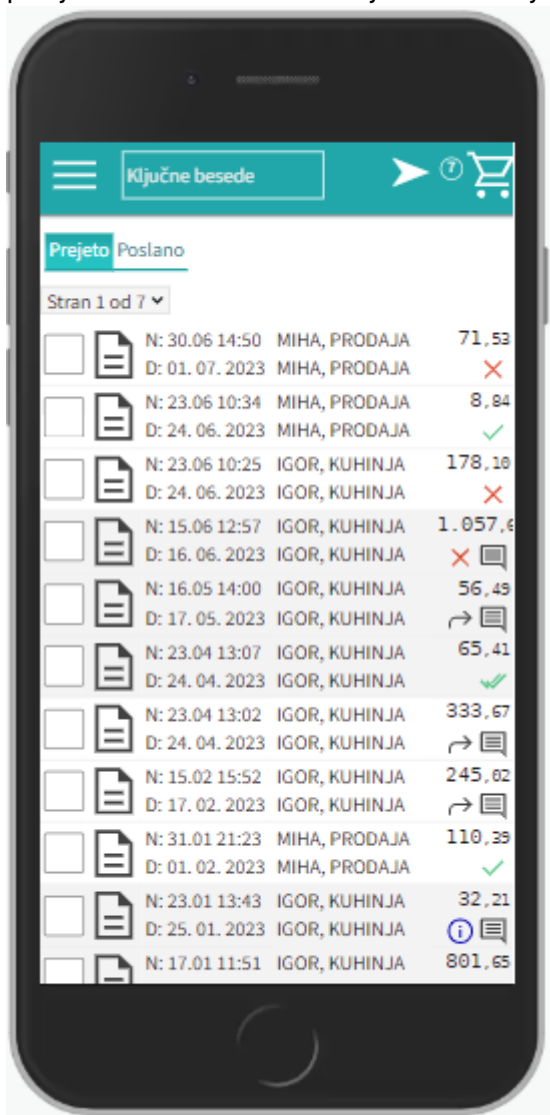 Ključne besede
7
Prejeto Poslano
Stran 1 od 7
N: 30.06 14:50 MIHA, PRODAJA 71,53
D: 01. 07. 2023 MIHA, PRODAJA
N: 23.06 10:34 MIHA, PRODAJA 8,84
D: 24. 06. 2023 MIHA, PRODAJA
N: 23.06 10:25 IGOR, KUHINJA 178,10
D: 24. 06. 2023 IGOR, KUHINJA
N: 15.06 12:57 IGOR, KUHINJA 1.057,6
D: 16. 06. 2023 IGOR, KUHINJA
N: 16.05 14:00 IGOR, KUHINJA 56,49
D: 17. 05. 2023 IGOR, KUHINJA
N: 23.04 13:07 IGOR, KUHINJA 65,41
D: 24. 04. 2023 IGOR, KUHINJA
N: 23.04 13:02 IGOR, KUHINJA 333,67
D: 24. 04. 2023 IGOR, KUHINJA
N: 15.02 15:52 IGOR, KUHINJA 245,02
D: 17. 02. 2023 IGOR, KUHINJA
N: 31.01 21:23 MIHA, PRODAJA 110,39
D: 01. 02. 2023 MIHA, PRODAJA
N: 23.01 13:43 IGOR, KUHINJA 32,21
D: 25. 01. 2023 IGOR, KUHINJA
N: 17.01 11:51 IGOR, KUHINJA 801,65